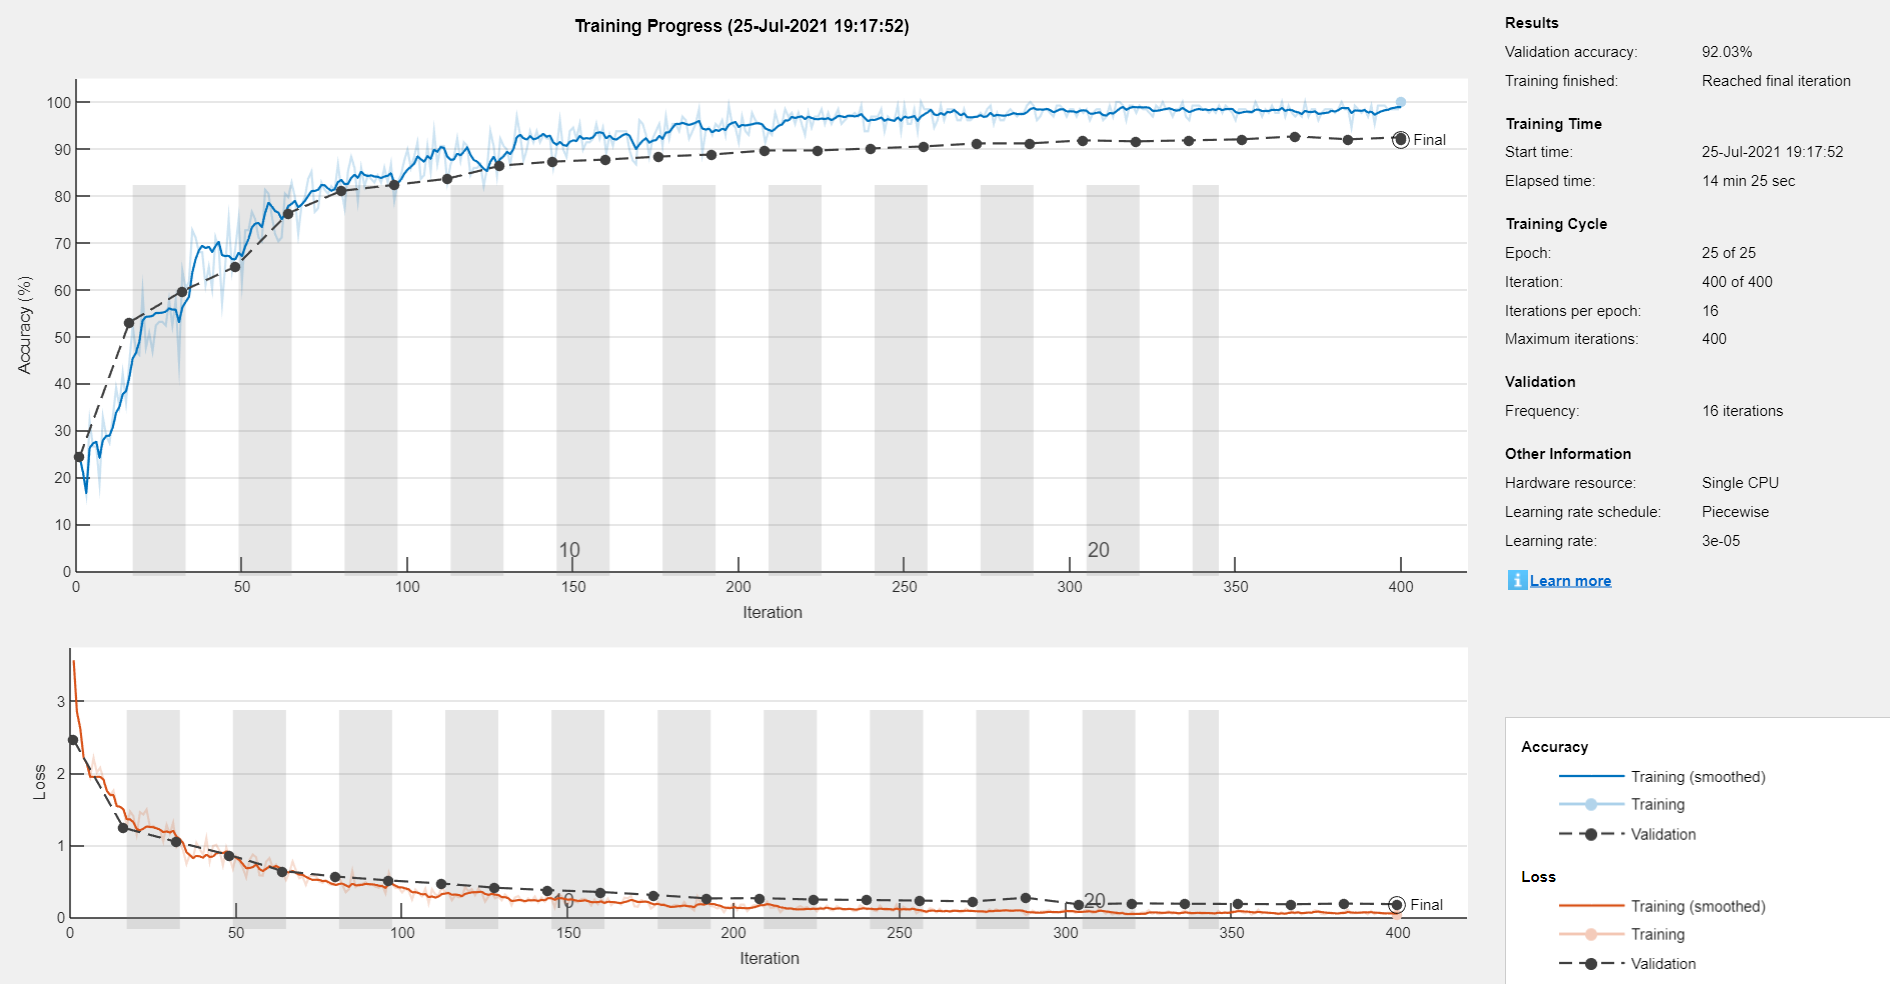 Training Progress (25-Jul-2021 19:17:52)
Accuracy (%)
100
90
80
70
60
50
40
30
20
10
0
Final
10
20
0 50 100 150 200 250 300 350 400
Iteration
Loss
3
2
1
0
Final
10
20
0 50 100 150 200 250 300 350 400
Iteration
Results
Validation accuracy: 92.03%
Training finished: Reached final iteration
Training Time
Start time: 25-Jul-2021 19:17:52
Elapsed time: 14 min 25 sec
Training Cycle
Epoch: 25 of 25
Iteration: 400 of 400
Iterations per epoch: 16
Maximum iterations: 400
Validation
Frequency: 16 iterations
Other Information
Hardware resource: Single CPU
Learning rate schedule: Piecewise
Learning rate: 3e-05
i Learn more
Accuracy
Training (smoothed)
Training
Validation
Loss
Training (smoothed)
Training
Validation